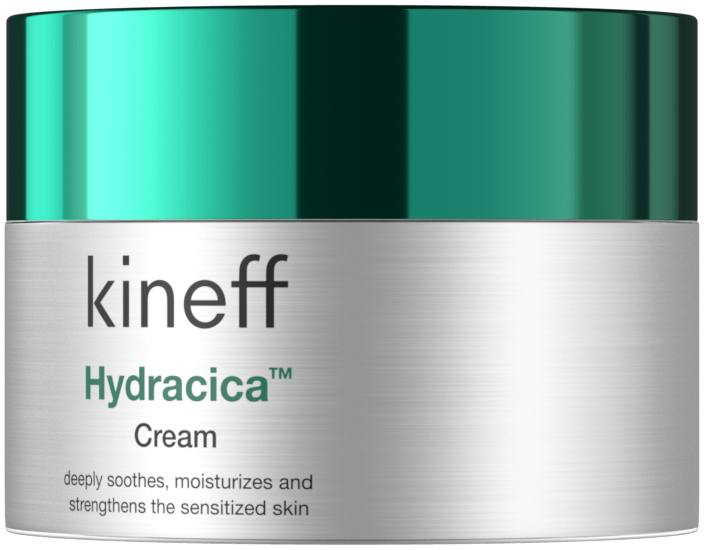 kineff
Hydracica™
Cream
deeply soothes, moisturizes and
strengthens the sensitized skin